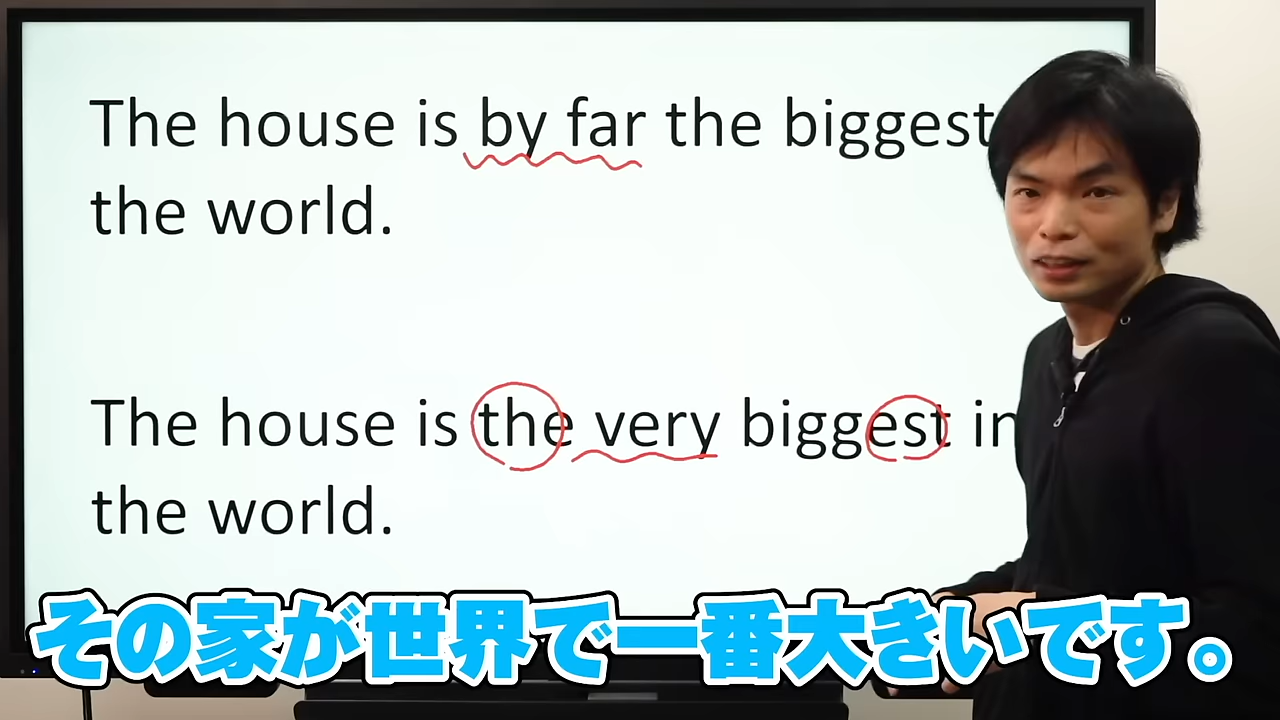 The house is by far the biggest
the world.
The house is the very biggest in
the world.
その家が世界で一番大きいです。